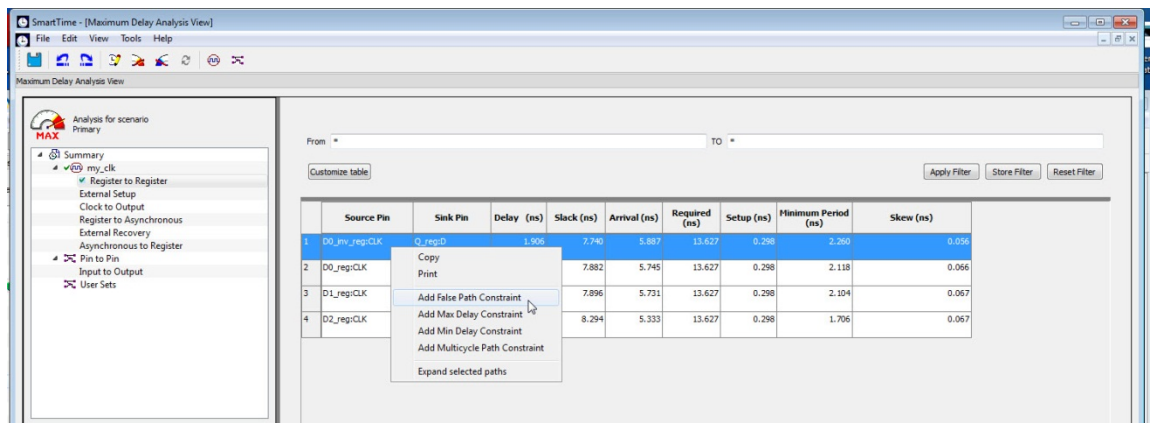 SmartTime - [Maximum Delay Analysis View]
File Edit View Tools Help
Maximum Delay Analysis View
Analysis for scenario
Primary
MAX
Summary
my_clk
Register to Register
External Setup
Clock to Output
Register to Asynchronous
External Recovery
Asynchronous to Register
Pin to Pin
Input to Output
User Sets
From * TO *
Customize table Apply Filter Store Filter Reset Filter
Source Pin Sink Pin Delay (ns) Slack (ns) Arrival (ns) Required (ns) Setup (ns) Minimum Period (ns) Skew (ns)
1 D0_inv_reg:CLK Q_reg:D 1.906 7.740 5.887 13.627 0.298 2.260 0.056
2 D0_reg:CLK 7.882 5.745 13.627 0.298 2.118 0.066
3 D1_reg:CLK 7.896 5.731 13.627 0.298 2.104 0.067
4 D2_reg:CLK 8.294 5.333 13.627 0.298 1.706 0.067
Copy
Print
Add False Path Constraint
Add Max Delay Constraint
Add Min Delay Constraint
Add Multicycle Path Constraint
Expand selected paths